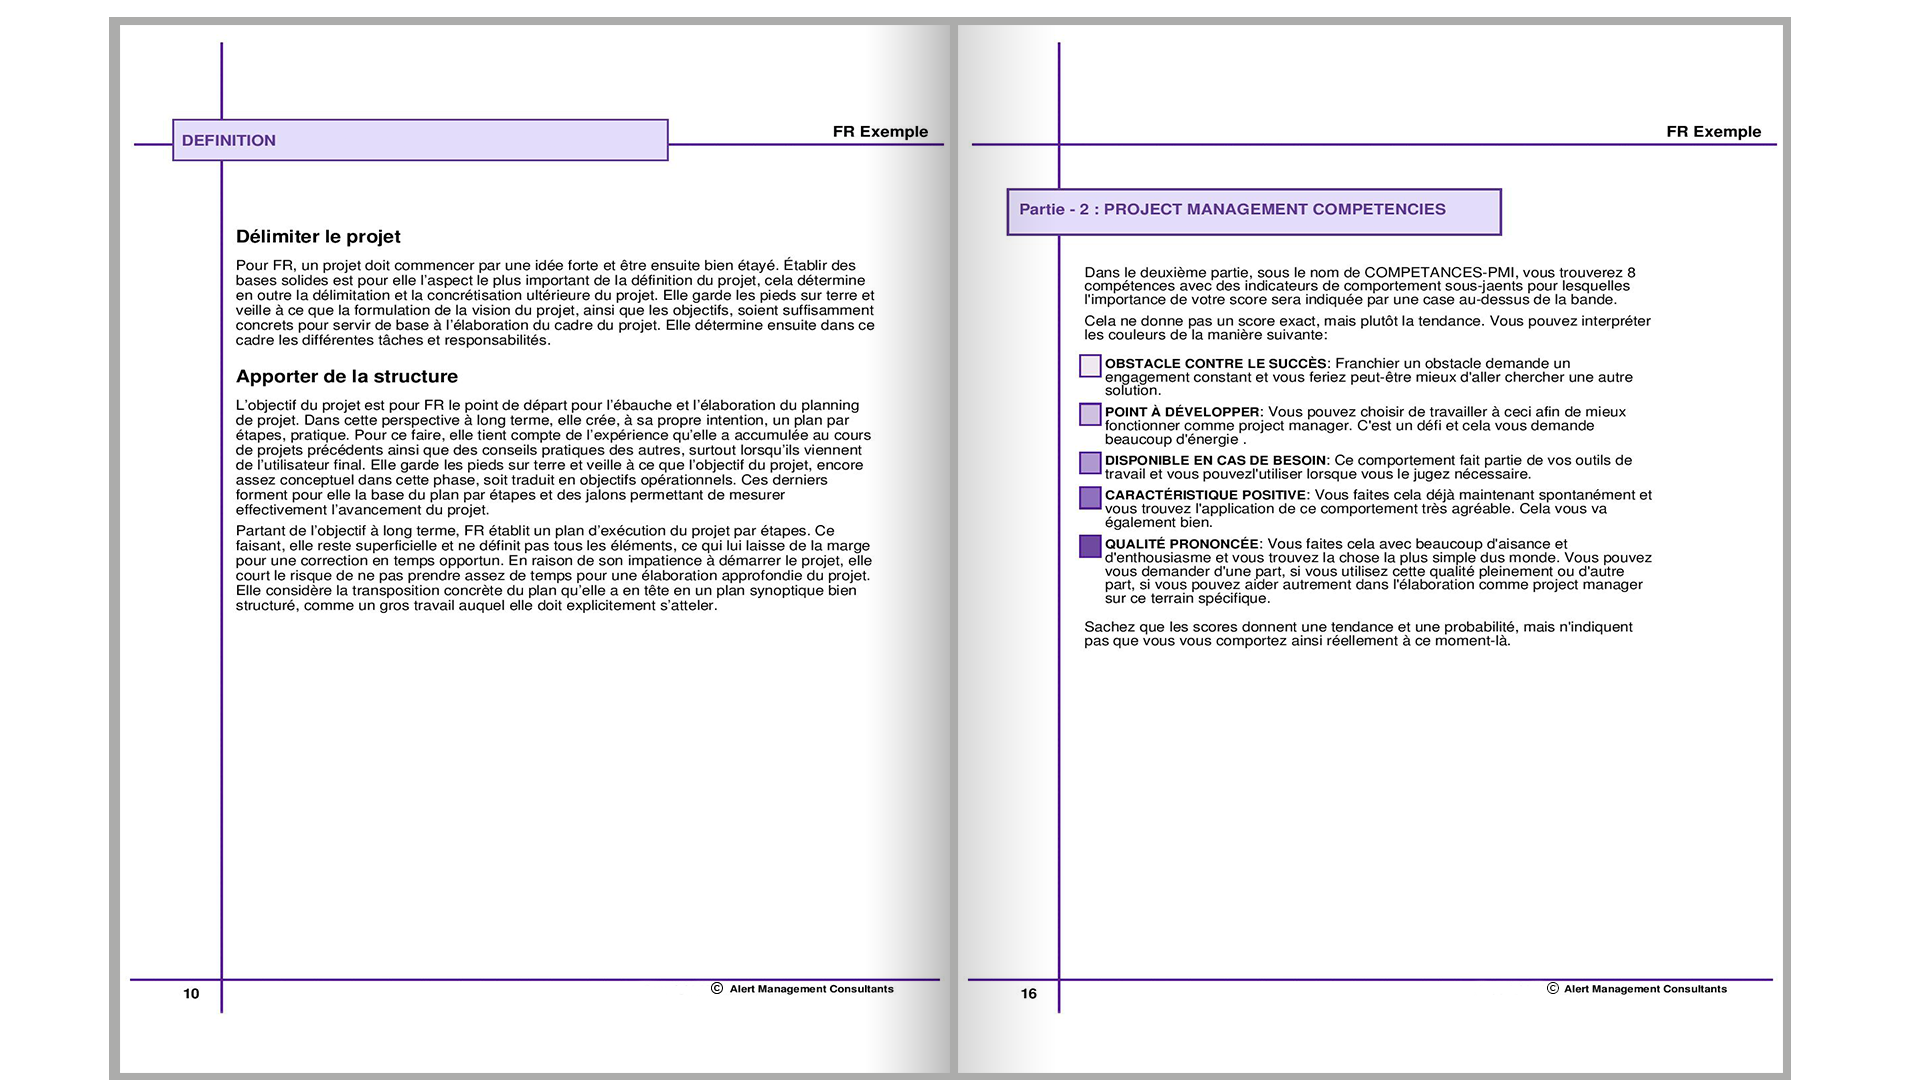 DEFINITION
FR Exemple
Délimiter le projet
Pour FR, un projet doit commencer par une idée forte et être ensuite bien étayé. Établir des
bases solides est pour elle l’aspect le plus important de la définition du projet, cela détermine
en outre la délimitation et la concrétisation ultérieure du projet. Elle garde les pieds sur terre et
veille à ce que la formulation de la vision du projet, ainsi que les objectifs, soient suffisamment
concrets pour servir de base à l’élaboration du cadre du projet. Elle détermine ensuite dans ce
cadre les différentes tâches et responsabilités.
Apporter de la structure
L’objectif du projet est pour FR le point de départ pour l’ébauche et l’élaboration du planning
de projet. Dans cette perspective à long terme, elle crée, à sa propre intention, un plan par
étapes, pratique. Pour ce faire, elle tient compte de l’expérience qu’elle a accumulée au cours
de projets précédents ainsi que des conseils pratiques des autres, surtout lorsqu’ils viennent
de l’utilisateur final. Elle garde les pieds sur terre et veille à ce que l’objectif du projet, encore
assez conceptuel dans cette phase, soit traduit en objectifs opérationnels. Ces derniers
forment pour elle la base du plan par étapes et des jalons permettant de mesurer
effectivement l’avancement du projet.
Partant de l’objectif à long terme, FR établit un plan d’exécution du projet par étapes. Ce
faisant, elle reste superficielle et ne définit pas tous les éléments, ce qui lui laisse de la marge
pour une correction en temps opportun. En raison de son impatience à démarrer le projet, elle
court le risque de ne pas prendre assez de temps pour une élaboration approfondie du projet.
Elle considère la transposition concrète du plan qu’elle a en tête en un plan synoptique bien
structuré, comme un gros travail auquel elle doit explicitement s’atteler.
10
© Alert Management Consultants
FR Exemple
Partie - 2 : PROJECT MANAGEMENT COMPETENCIES
Dans le deuxième partie, sous le nom de COMPETANCES-PMI, vous trouverez 8
compétences avec des indicateurs de comportement sous-jaents pour lesquelles
l'importance de votre score sera indiquée par une case au-dessus de la bande.
Cela ne donne pas un score exact, mais plutôt la tendance. Vous pouvez interpréter
les couleurs de la manière suivante:
OBSTACLE CONTRE LE SUCCÈS: Franchier un obstacle demande un
engagement constant et vous feriez peut-être mieux d'aller chercher une autre
solution.
POINT À DÉVELOPPER: Vous pouvez choisir de travailler à ceci afin de mieux
fonctionner comme project manager. C'est un défi et cela vous demande
beaucoup d'énergie .
DISPONIBLE EN CAS DE BESOIN: Ce comportement fait partie de vos outils de
travail et vous pouvezl'utiliser lorsque vous le jugez nécessaire.
CARACTÉRISTIQUE POSITIVE: Vous faites cela déjà maintenant spontanément et
vous trouvez l'application de ce comportement très agréable. Cela vous va
également bien.
QUALITÉ PRONONCÉE: Vous faites cela avec beaucoup d'aisance et
d'enthousiasme et vous trouvez la chose la plus simple dus monde. Vous pouvez
vous demander d'une part, si vous utilisez cette qualité pleinement ou d'autre
part, si vous pouvez aider autrement dans l'élaboration comme project manager
sur ce terrain spécifique.
Sachez que les scores donnent une tendance et une probabilité, mais n'indiquent
pas que vous vous comportez ainsi réellement à ce moment-là.
16
© Alert Management Consultants